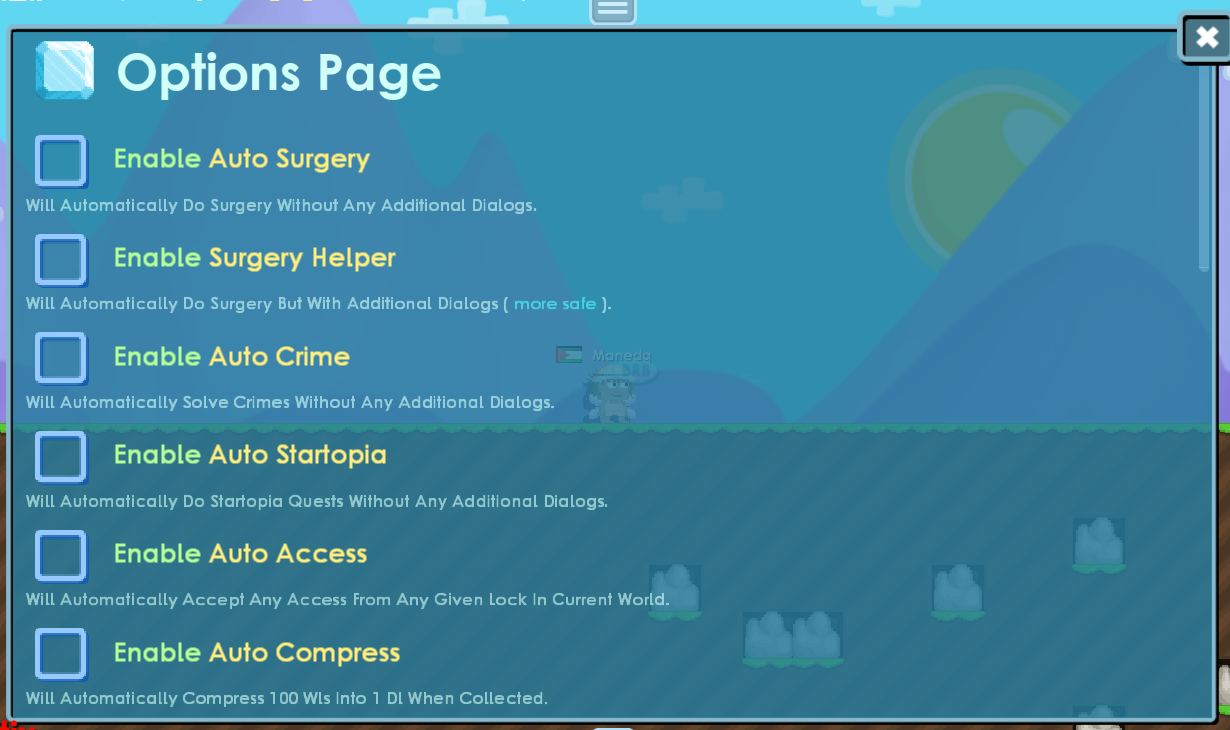 Options Page
Enable Auto Surgery
Will Automatically Do Surgery Without Any Additional Dialogs.
Enable Surgery Helper
Will Automatically Do Surgery But With Additional Dialogs ( more safe ).
Enable Auto Crime
Maneda
Will Automatically Solve Crimes Without Any Additional Dialogs.
Enable Auto Startopia
Will Automatically Do Startopia Quests Without Any Additional Dialogs.
Enable Auto Access
Will Automatically Accept Any Access From Any Given Lock In Current World.
Enable Auto Compress
Will Automatically Compress 100 Wls Into 1 Dl When Collected.